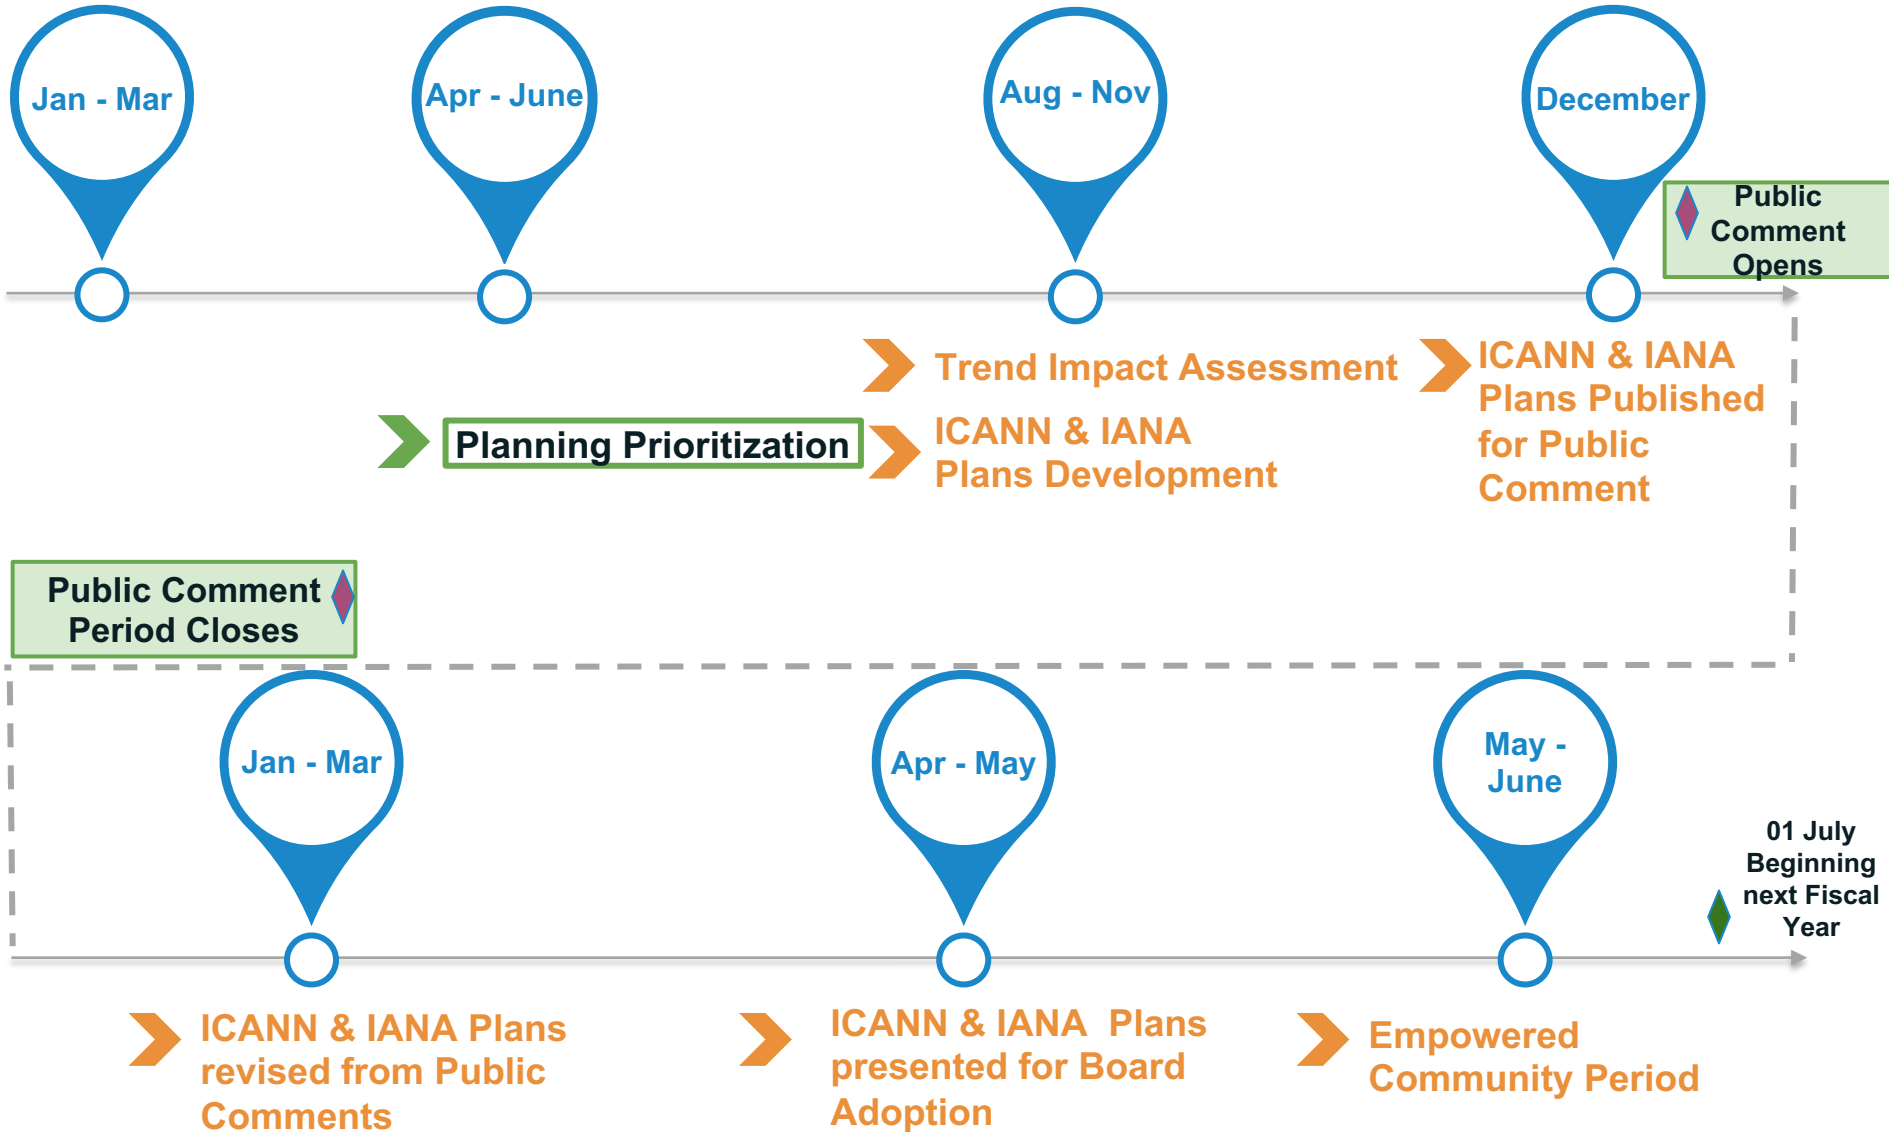 Jan - Mar
Apr - June
Aug - Nov
December
Public
Comment
Opens
Trend Impact Assessment
ICANN & IANA
Plans Published
for Public
Comment
Planning Prioritization
ICANN & IANA
Plans Development
Public Comment
Period Closes
Jan - Mar
Apr - May
May -
June
01 July
Beginning
next Fiscal
Year
ICANN & IANA Plans
revised from Public
Comments
ICANN & IANA  Plans
presented for Board
Adoption
Empowered
Community Period